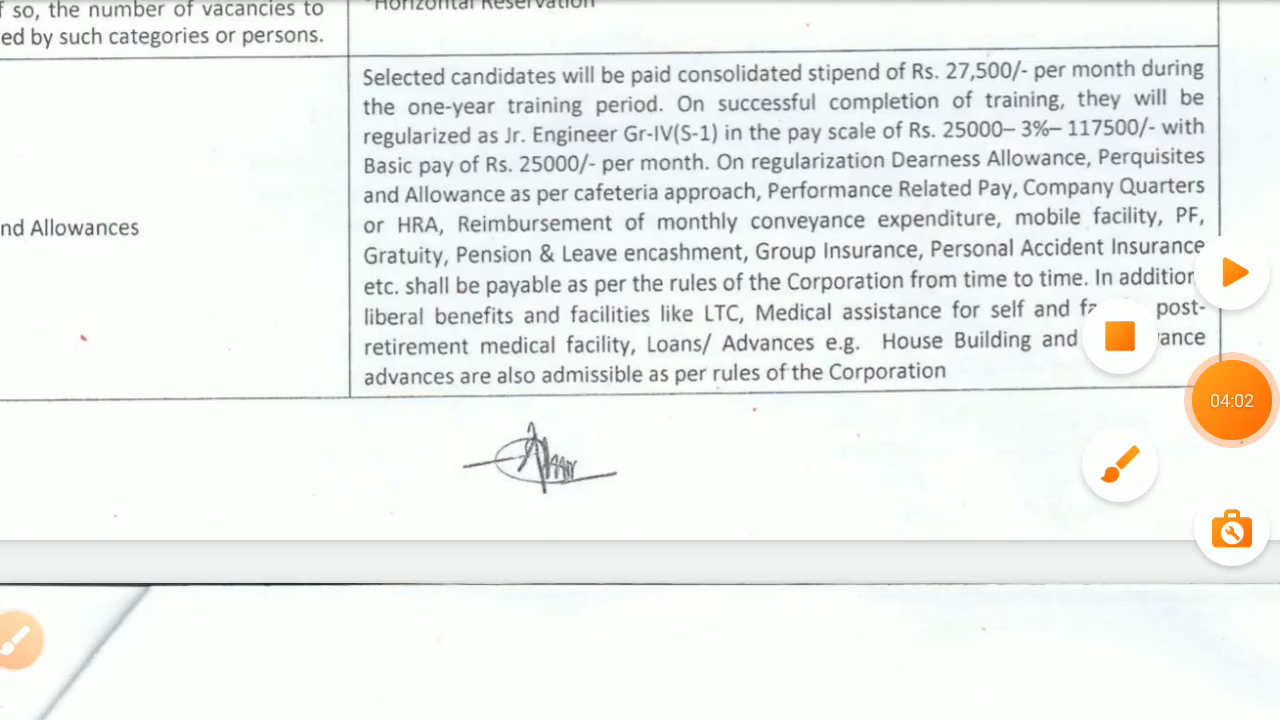 f so, the number of vacancies to
ed by such categories or persons.
Horizontal Reservation
nd Allowances
Selected candidates will be paid consolidated stipend of Rs. 27,500/- per month during
the one-year training period. On successful completion of training, they will be
regularized as Jr. Engineer Gr-IV(S-1) in the pay scale of Rs. 25000– 3%– 117500/- with
Basic pay of Rs. 25000/- per month. On regularization Dearness Allowance, Perquisites
and Allowance as per cafeteria approach, Performance Related Pay, Company Quarters
or HRA, Reimbursement of monthly conveyance expenditure, mobile facility, PF,
Gratuity, Pension & Leave encashment, Group Insurance, Personal Accident Insurance
etc. shall be payable as per the rules of the Corporation from time to time. In addition
liberal benefits and facilities like LTC, Medical assistance for self and fa post-
retirement medical facility, Loans/ Advances e.g. House Building and ance
advances are also admissible as per rules of the Corporation
04:02